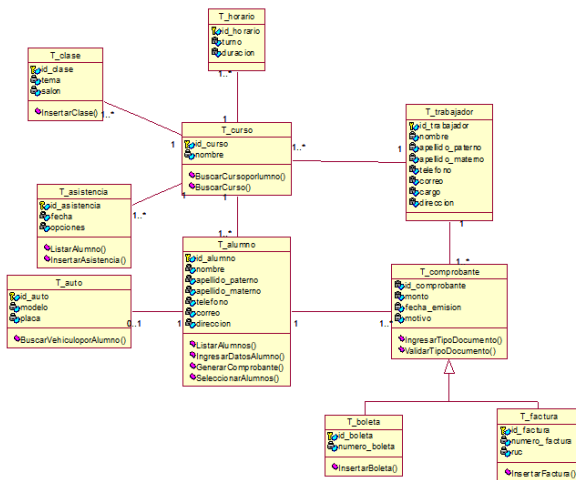 T_horario
id_horario
turno
duracion
1..*
1
T_clase
id_clase
tema
salon
InsertarClase()
1..*
1
T_curso
id_curso
nombre
BuscarCursoporlumno()
BuscarCurso()
1..*
1
T_trabajador
id_trabajador
nombre
apellido_paterno
apellido_materno
telefono
correo
cargo
direccion
1
1..*
T_asistencia
id_asistencia
fecha
opciones
ListarAlumno()
InsertarAsistencia()
1..*
1
1
1..*
T_alumno
id_alumno
nombre
apellido_paterno
apellido_materno
telefono
correo
direccion
ListarAlumnos()
IngresarDatosAlumno()
GenerarComprobante()
SeleccionarAlumnos()
T_auto
id_auto
modelo
placa
BuscarVehiculoporAlumno()
0..1
1
1
1..*
T_comprobante
id_comprobante
monto
fecha_emision
motivo
IngresarTipoDocumento()
ValidarTipoDocumento()
T_boleta
id_boleta
numero_boleta
InsertarBoleta()
T_factura
id_factura
numero_factura
ruc
InsertarFactura()